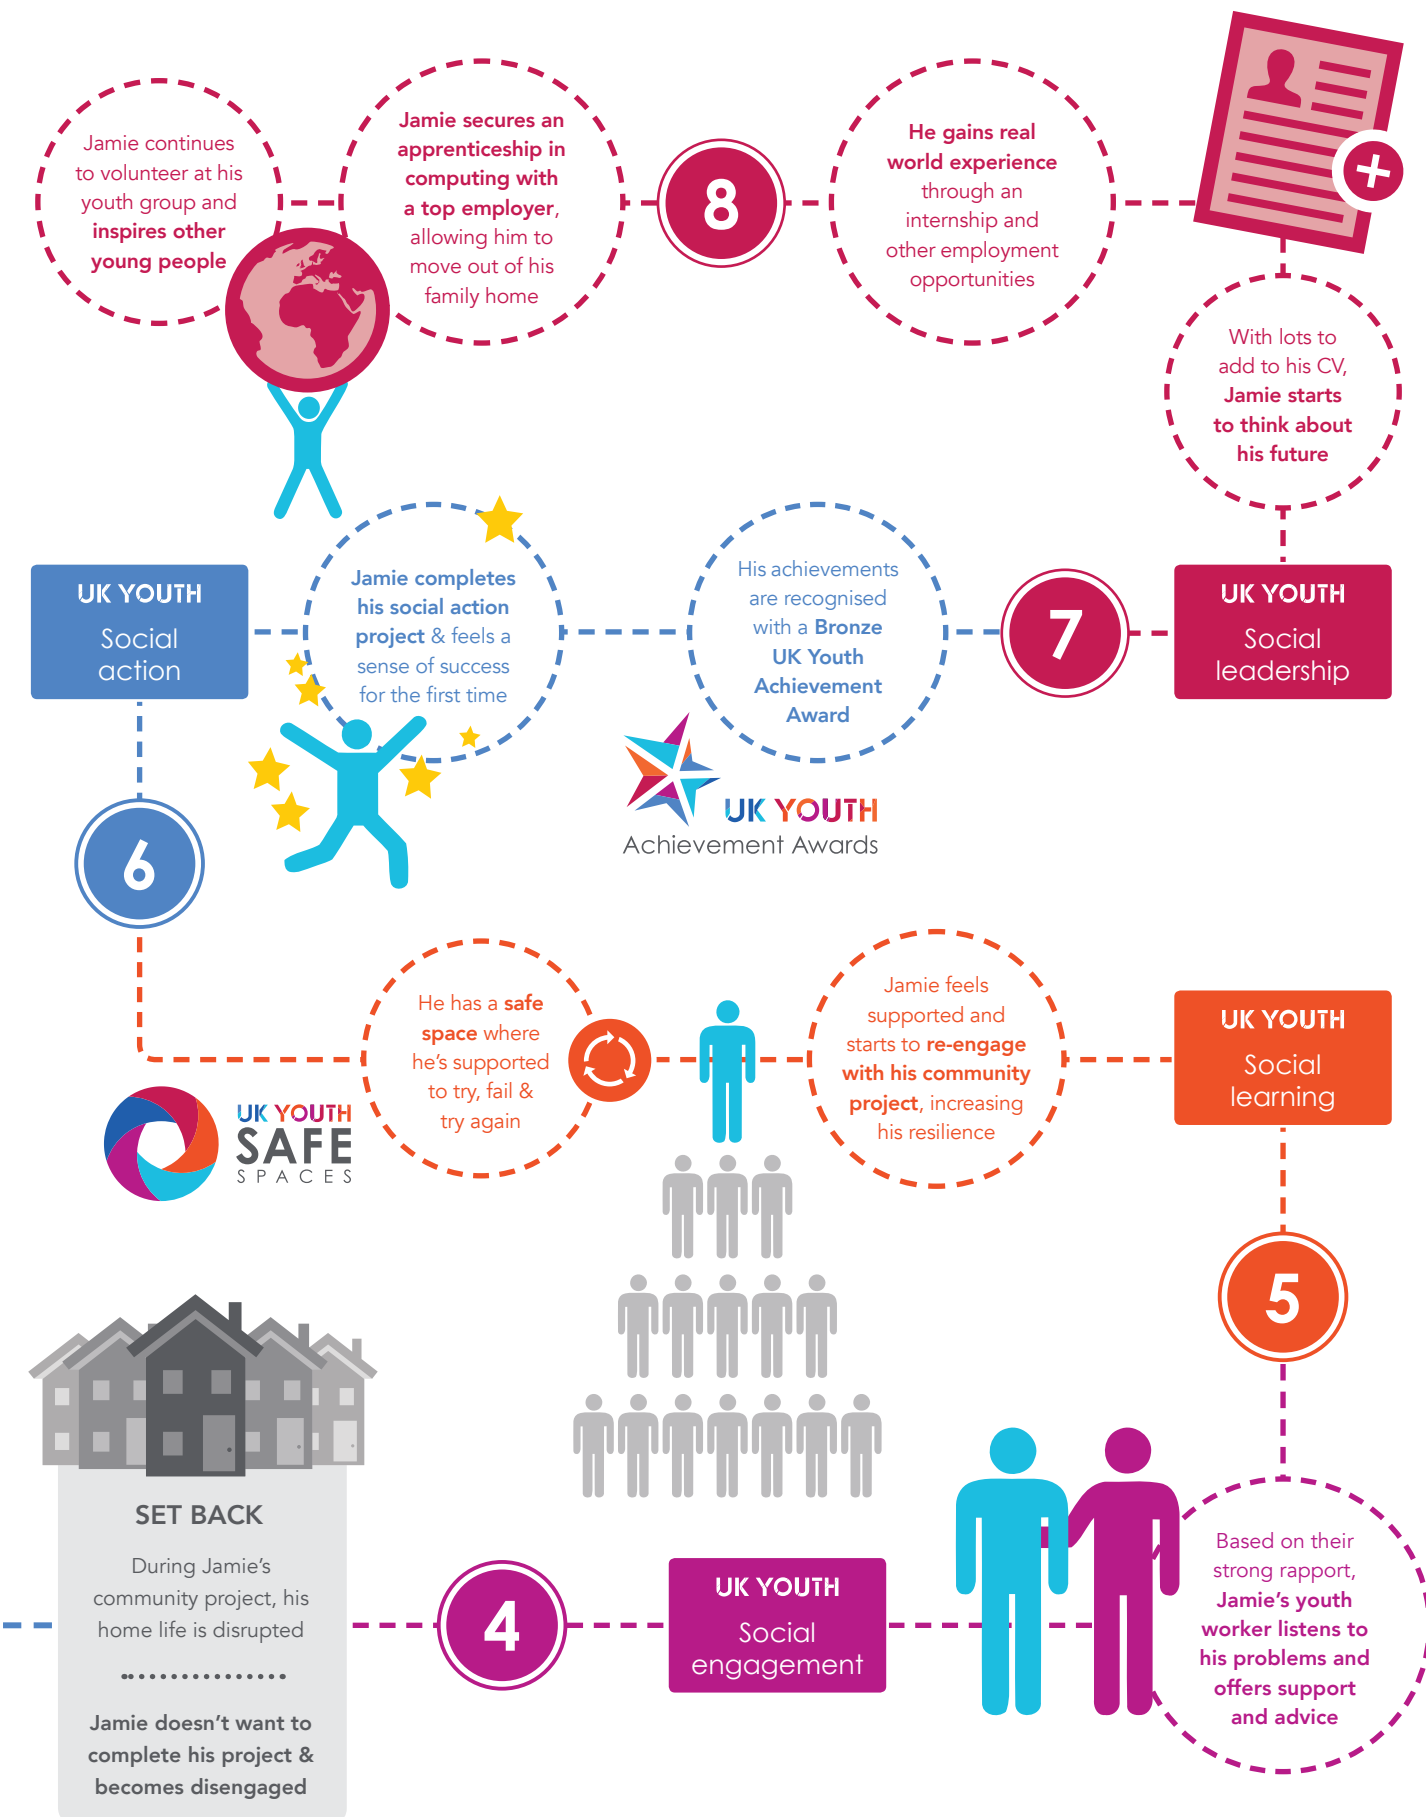 Jamie continues
to volunteer at his
youth group and
inspires other
young people
Jamie secures an
apprenticeship in
computing with
a top employer,
allowing him to
move out of his
family home
8
He gains real
world experience
through an
internship and
other employment
opportunities
With lots to
add to his CV,
Jamie starts
to think about
his future
UK YOUTH
Social
action
Jamie completes
his social action
project & feels a
sense of success
for the first time
His achievements
are recognised
with a Bronze
UK Youth
Achievement
Award
7
UK YOUTH
Social
leadership
UK YOUTH
Achievement Awards
6
He has a safe
space where
he's supported
to try, fail &
try again
Jamie feels
supported and
starts to re-engage
with his community
project, increasing
his resilience
UK YOUTH
Social
learning
UK YOUTH
SAFE
SPACES
5
SET BACK
During Jamie's
community project, his
home life is disrupted
Jamie doesn't want to
complete his project &
becomes disengaged
4
UK YOUTH
Social
engagement
Based on their
strong rapport,
Jamie's youth
worker listens to
his problems and
offers support
and advice